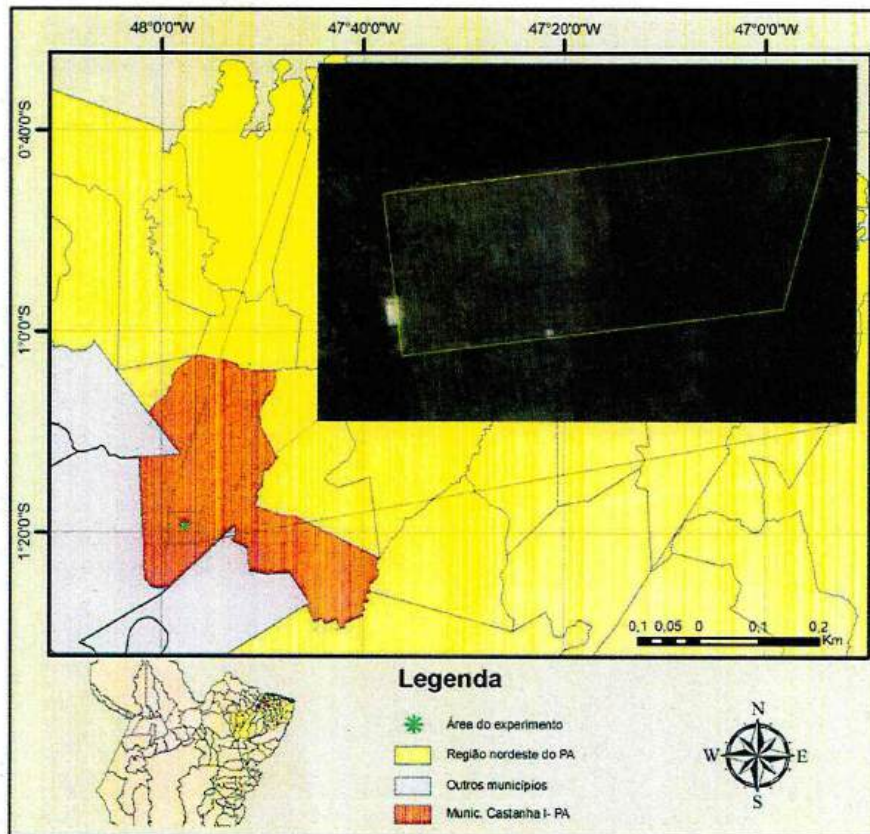 48°0'0"W 47°40'0"W 47°20'0"W 47°0'0"W
0°40'0"S
1°0'0"S
1°20'0"S
0,1 0,05 0 0,1 0,2
Km
Legenda
Área do experimento
Região nordeste do PA
Outros municípios
Munic. Castanha l- PA
N
W E
S